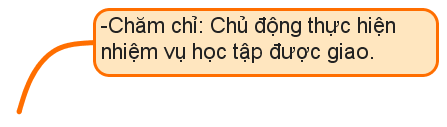 -Chăm chỉ: Chủ động thực hiện
nhiệm vụ học tập được giao.